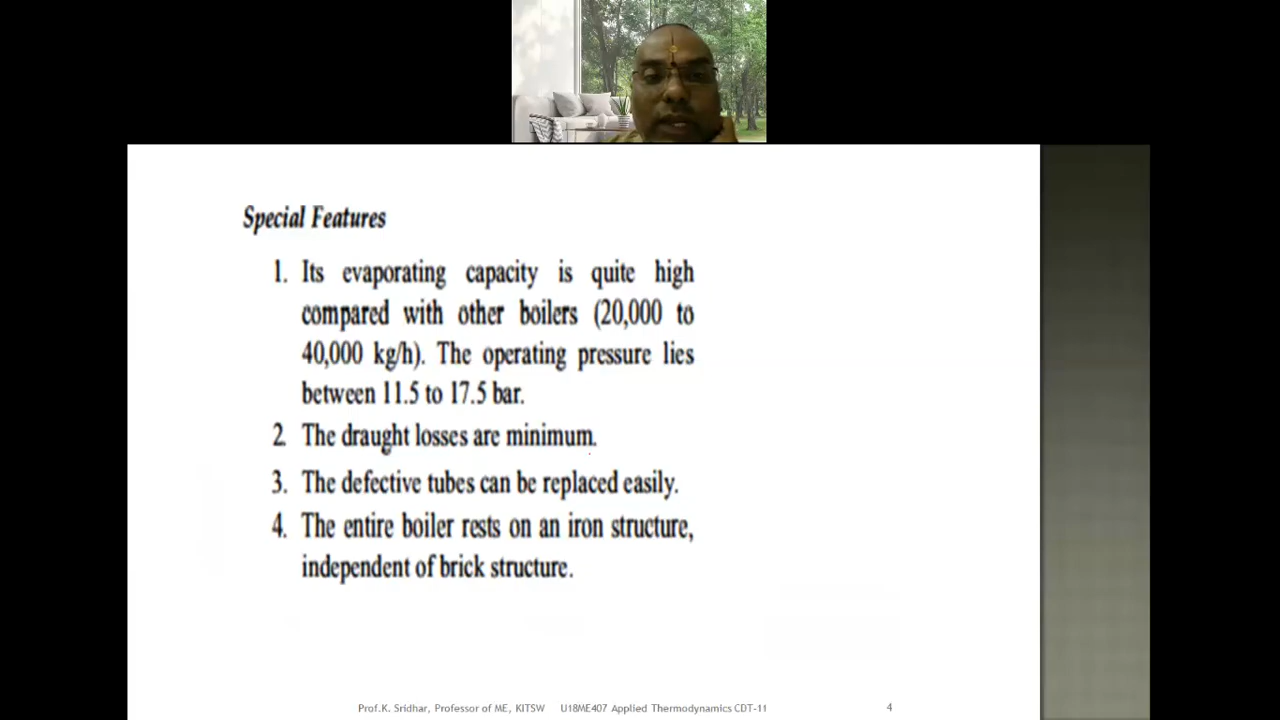 Special Features
1. Its evaporating capacity is quite high
compared with other boilers (20,000 to
40,000 kg/h). The operating pressure lies
between 11.5 to 17.5 bar.
2. The draught losses are minimum.
3. The defective tubes can be replaced easily.
4. The entire boiler rests on an iron structure,
independent of brick structure.
Prof.K. Sridhar, Professor of ME, KITSW U18ME407 Applied Thermodynamics CDT-11 4